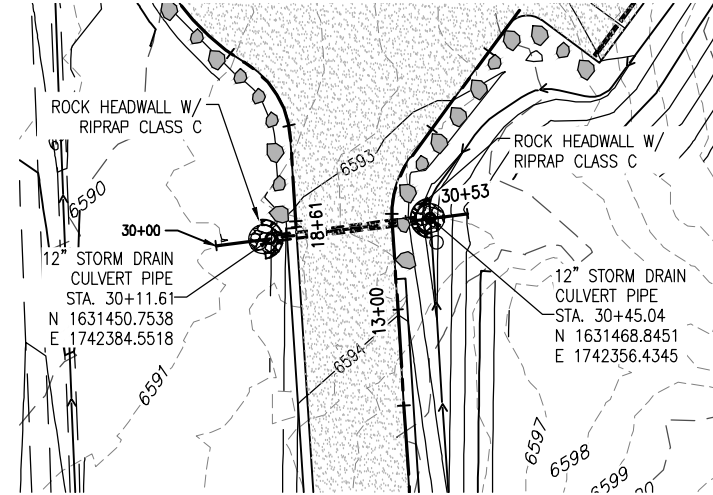 ROCK HEADWALL W/
RIPRAP CLASS C
6593
ROCK HEADWALL W/
RIPRAP CLASS C
6590
30+53
30+00
18+61
12" STORM DRAIN
CULVERT PIPE
STA. 30+11.61
N 1631450.7538
E 1742384.5518
12" STORM DRAIN
CULVERT PIPE
STA. 30+45.04
N 1631468.8451
E 1742356.4345
13+00
6594
6591
6597
6598
6599